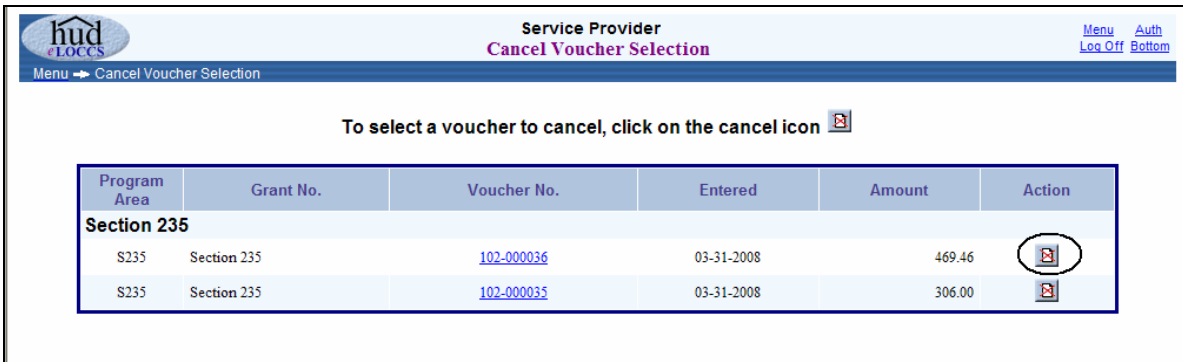 hud
eLOCCS
Service Provider
Cancel Voucher Selection
Menu Auth
Log Off Bottom
Menu ➔ Cancel Voucher Selection
To select a voucher to cancel, click on the cancel icon
Program Area Grant No. Voucher No. Entered Amount Action
Section 235
S235 Section 235 102-000036 03-31-2008 469.46
S235 Section 235 102-000035 03-31-2008 306.00